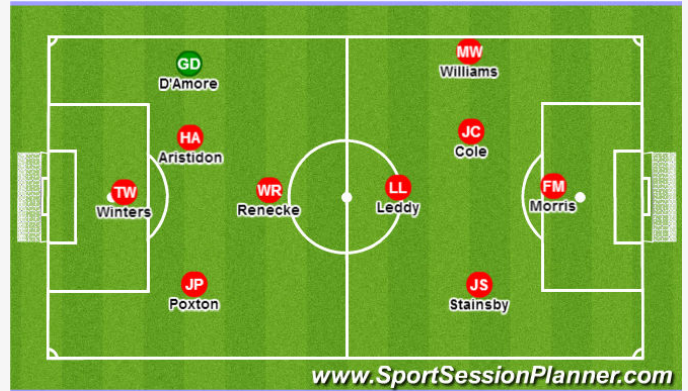 GD
D'Amore
MW
Williams
HA
Aristidon
JC
Cole
TW
Winters
WR
Renecke
LL
Leddy
FM
Morris
JP
Poxton
JS
Stainsby
www.SportSessionPlanner.com